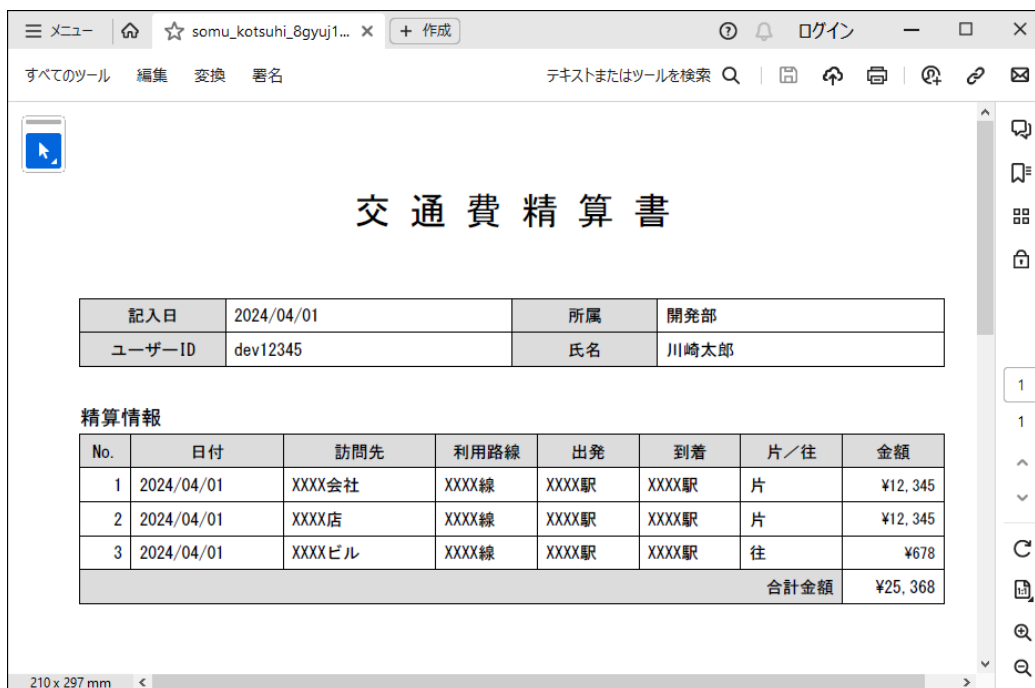 メニュー somu_kotsuhi_8gyuj1... × + 作成 ログイン
すべてのツール 編集 変換 署名 テキストまたはツールを検索
交通費精算書
記入日 2024/04/01 所属 開発部
ユーザーID dev12345 氏名 川崎太郎
精算情報
No. 日付 訪問先 利用路線 出発 到着 片/往 金額
1 2024/04/01 XXXX会社 XXXX線 XXXX駅 XXXX駅 片 ¥12,345
2 2024/04/01 XXXX店 XXXX線 XXXX駅 XXXX駅 片 ¥12,345
3 2024/04/01 XXXXビル XXXX線 XXXX駅 XXXX駅 往 ¥678
合計金額 ¥25,368
1
1
1:1
210 x 297 mm